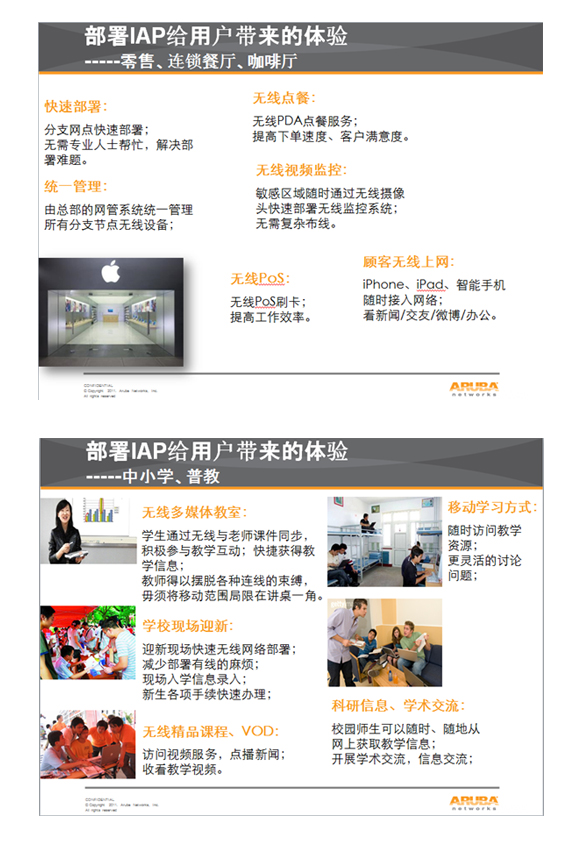 部署IAP给用户带来的体验
-----零售、连锁餐厅、咖啡厅
快速部署：
分支网点快速部署；
无需专业人士帮忙，解决部
署难题。
统一管理：
由总部的网管系统统一管理
所有分支节点无线设备；
无线点餐：
无线PDA点餐服务；
提高下单速度、客户满意度。
无线视频监控：
敏感区域随时通过无线摄像
头快速部署无线监控系统；
无需复杂布线。
无线PoS：
无线PoS刷卡；
提高工作效率。
顾客无线上网：
iPhone、iPad、智能手机
随时接入网络；
看新闻/交友/微博/办公。
CONFIDENTIAL
© Copyright 2011. Aruba Networks, Inc.
All rights reserved
ARUBA
networks
部署IAP给用户带来的体验
-----中小学、普教
无线多媒体教室：
学生通过无线与老师课件同步，
积极参与教学互动；快捷获得教
学信息；
教师得以摆脱各种连线的束缚，
毋须将移动范围局限在讲桌一角。
学校现场迎新：
迎新现场快速无线网络部署；
减少部署有线的麻烦；
现场入学信息录入；
新生各项手续快速办理；
无线精品课程、VOD：
访问视频服务，点播新闻；
收看教学视频。
移动学习方式：
随时访问教学
资源；
更灵活的讨论
问题；
科研信息、学术交流：
校园师生可以随时、随地从
网上获取教学信息；
开展学术交流，信息交流；
CONFIDENTIAL
© Copyright 2011. Aruba Networks, Inc.
All rights reserved
ARUBA
networks